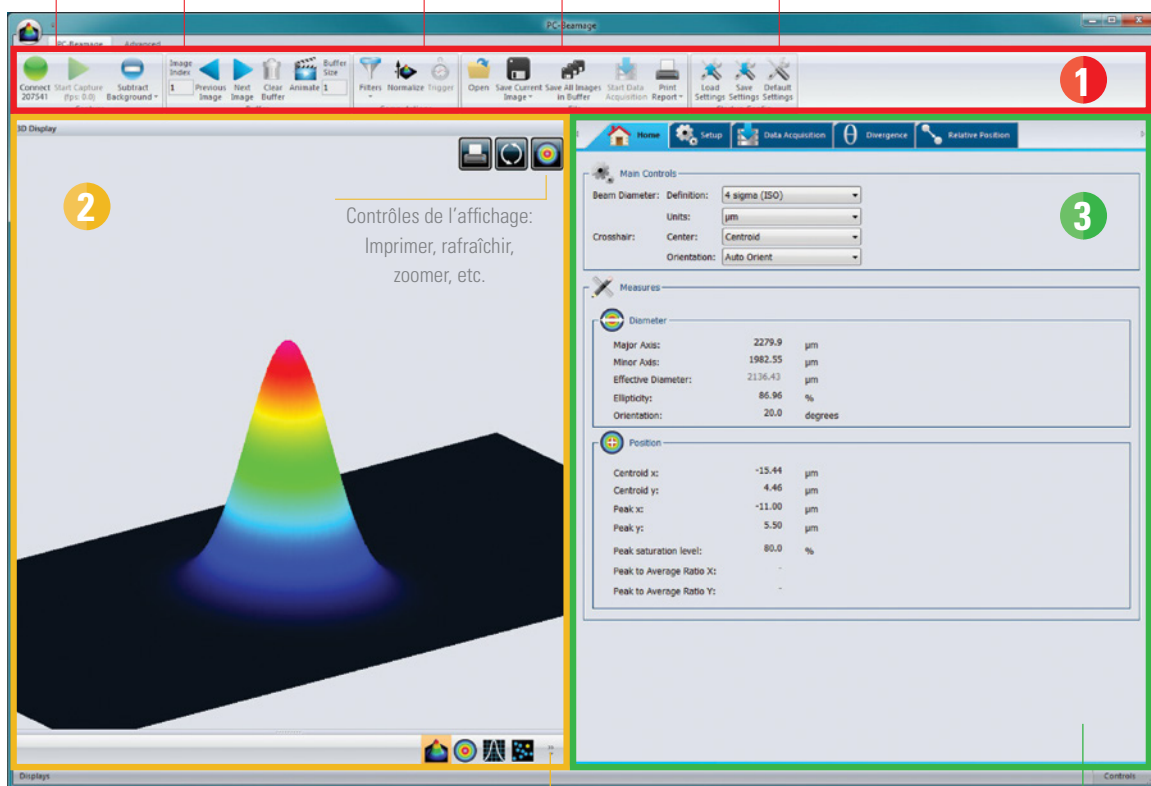 PC-Beamage
PC-Beamage Advanced
Connect 207541
Start Capture (fps: 0.0)
Subtract Background
Image Index
1
Previous Image
Next Image
Clear Buffer
Animate
Buffer Size
1
Filters
Normalize
Trigger
Open
Save Current Image
Save All Images in Buffer
Start Data Acquisition
Print Report
Load Settings
Save Settings
Default Settings
1
3D Display
2
Contrôles de l'affichage:
Imprimer, rafraîchir,
zoomer, etc.
Home
Setup
Data Acquisition
Divergence
Relative Position
3
Main Controls
Beam Diameter: Definition: 4 sigma (ISO)
Units: µm
Crosshair: Center: Centroid
Orientation: Auto Orient
Measures
Diameter
Major Axis: 2279.9 µm
Minor Axis: 1982.55 µm
Effective Diameter: 2136.43 µm
Ellipticity: 86.96 %
Orientation: 20.0 degrees
Position
Centroid x: -15.44 µm
Centroid y: 4.46 µm
Peak x: -11.00 µm
Peak y: 5.50 µm
Peak saturation level: 80.0 %
Peak to Average Ratio X: -
Peak to Average Ratio Y: -
Displays
Controls